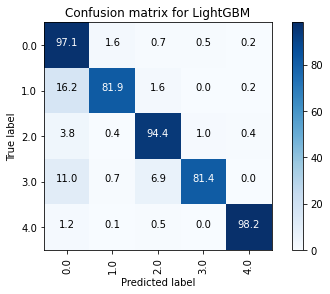 Confusion matrix for LightGBM
0.0 97.1 1.6 0.7 0.5 0.2
1.0 16.2 81.9 1.6 0.0 0.2
2.0 3.8 0.4 94.4 1.0 0.4
3.0 11.0 0.7 6.9 81.4 0.0
4.0 1.2 0.1 0.5 0.0 98.2
0.0 1.0 2.0 3.0 4.0
True label
Predicted label
80
60
40
20
0